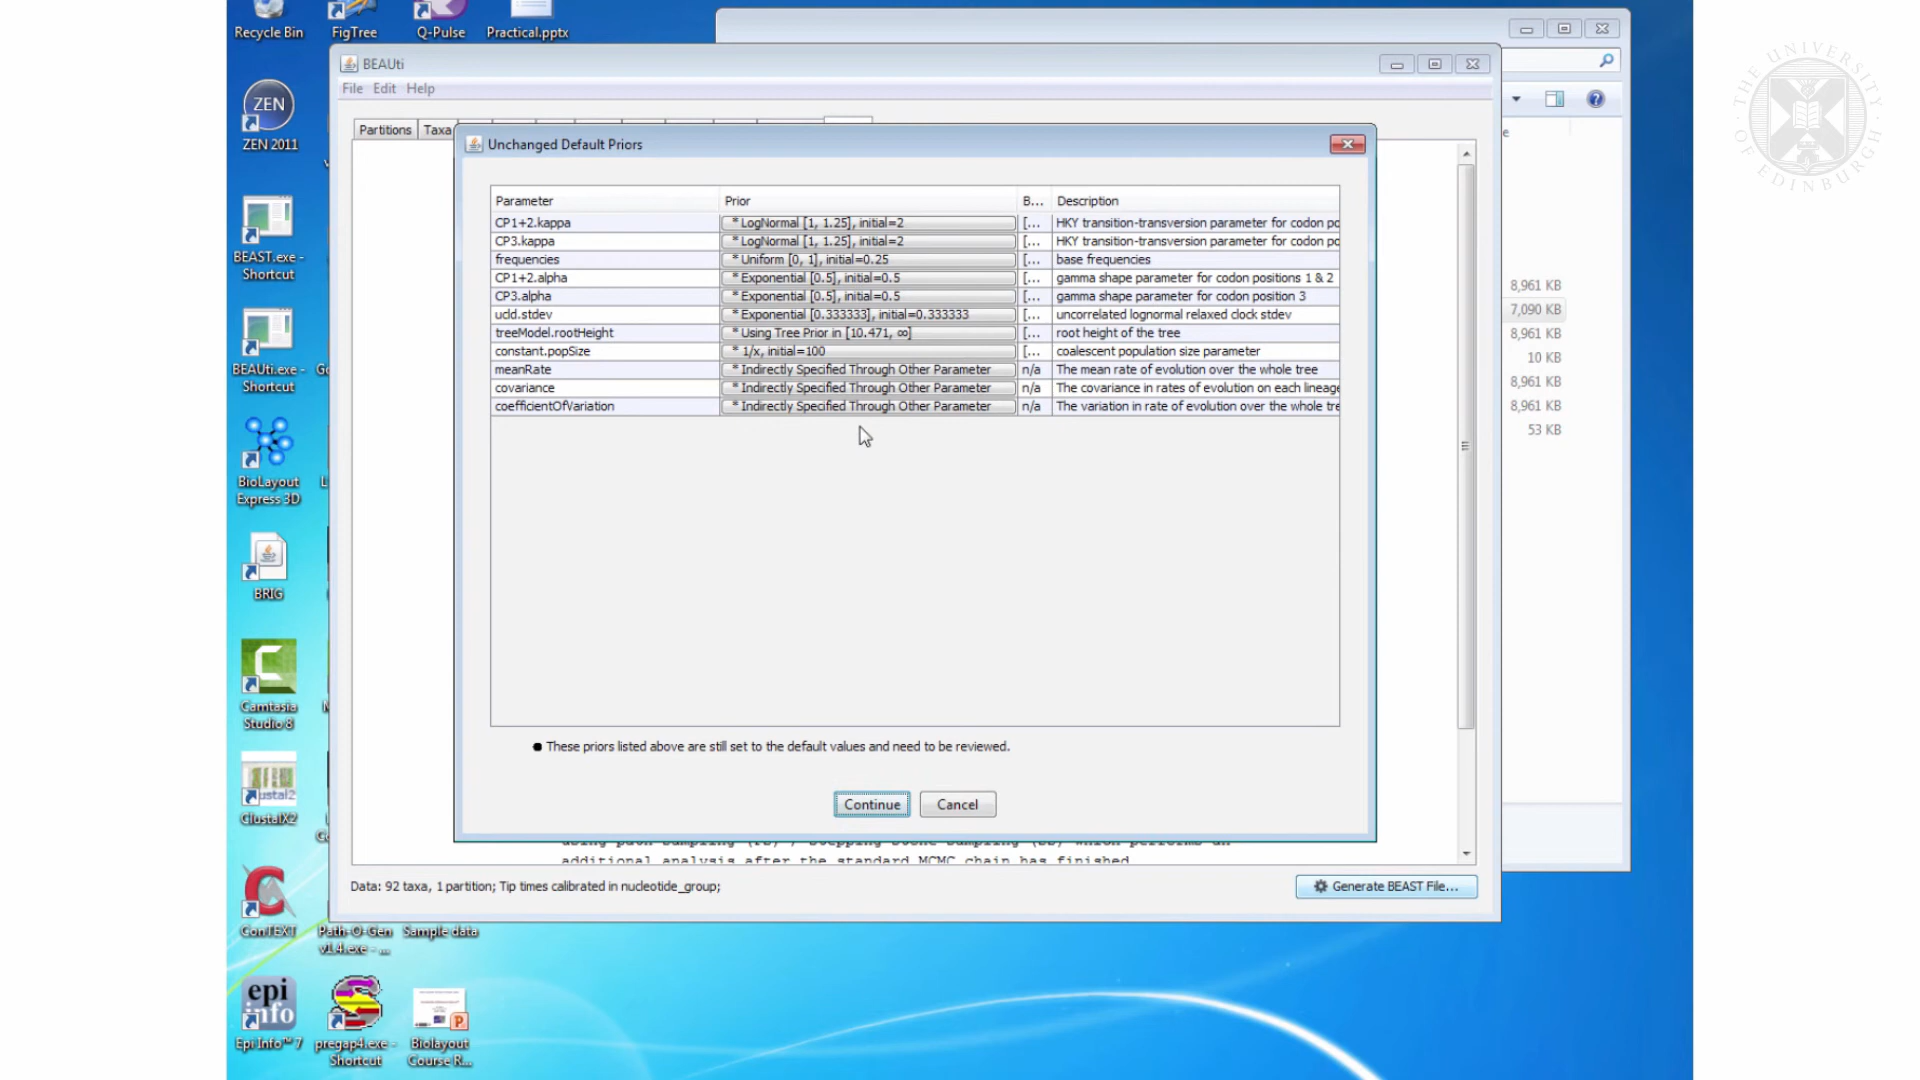 Recycle Bin
FigTree
Q-Pulse
Practical.pptx
THE UNIVERSITY OF EDINBURGH
BEAUti
File Edit Help
Partitions Taxa
Unchanged Default Priors
Parameter Prior B... Description
CP1+2.kappa * LogNormal [1, 1.25], initial=2 [... HKY transition-transversion parameter for codon po
CP3.kappa * LogNormal [1, 1.25], initial=2 [... HKY transition-transversion parameter for codon po
frequencies * Uniform [0, 1], initial=0.25 [... base frequencies
CP1+2.alpha * Exponential [0.5], initial=0.5 [... gamma shape parameter for codon positions 1 & 2
CP3.alpha * Exponential [0.5], initial=0.5 [... gamma shape parameter for codon position 3
ucld.stdev * Exponential [0.333333], initial=0.333333 [... uncorrelated lognormal relaxed clock stdev
treeModel.rootHeight * Using Tree Prior in [10.471, ∞] [... root height of the tree
constant.popSize * 1/x, initial=100 [... coalescent population size parameter
meanRate * Indirectly Specified Through Other Parameter n/a The mean rate of evolution over the whole tree
covariance * Indirectly Specified Through Other Parameter n/a The covariance in rates of evolution on each lineage
coefficientOfVariation * Indirectly Specified Through Other Parameter n/a The variation in rate of evolution over the whole tre
These priors listed above are still set to the default values and need to be reviewed.
Continue Cancel
additional analysis after the standard MCMC chain has finished
Data: 92 taxa, 1 partition; Tip times calibrated in nucleotide_group;
Generate BEAST File...
8,961 KB
7,090 KB
8,961 KB
10 KB
8,961 KB
8,961 KB
53 KB
ZEN
ZEN 2011
BEAST.exe -
Shortcut
BEAUti.exe -
Shortcut
Go
BioLayout
Express 3D
BRIG
Camtasia
Studio 8
ClustalX2
ConTEXT
Path-O-Gen
v1.4.exe - ...
Sample data
epi
info
Epi Info™ 7
pregap4.exe -
Shortcut
Biolayout
Course R...